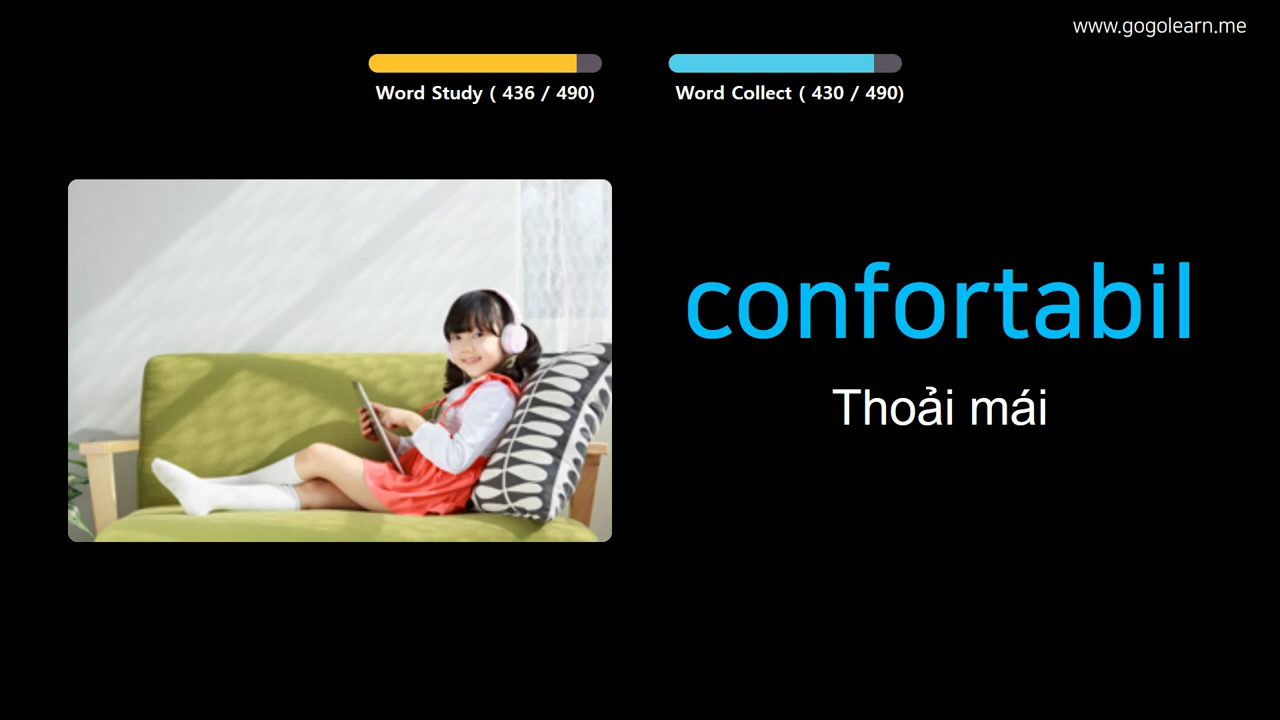 www.gogolearn.me
Word Study ( 436 / 490)
Word Collect ( 430 / 490)
confortabil
Thoải mái